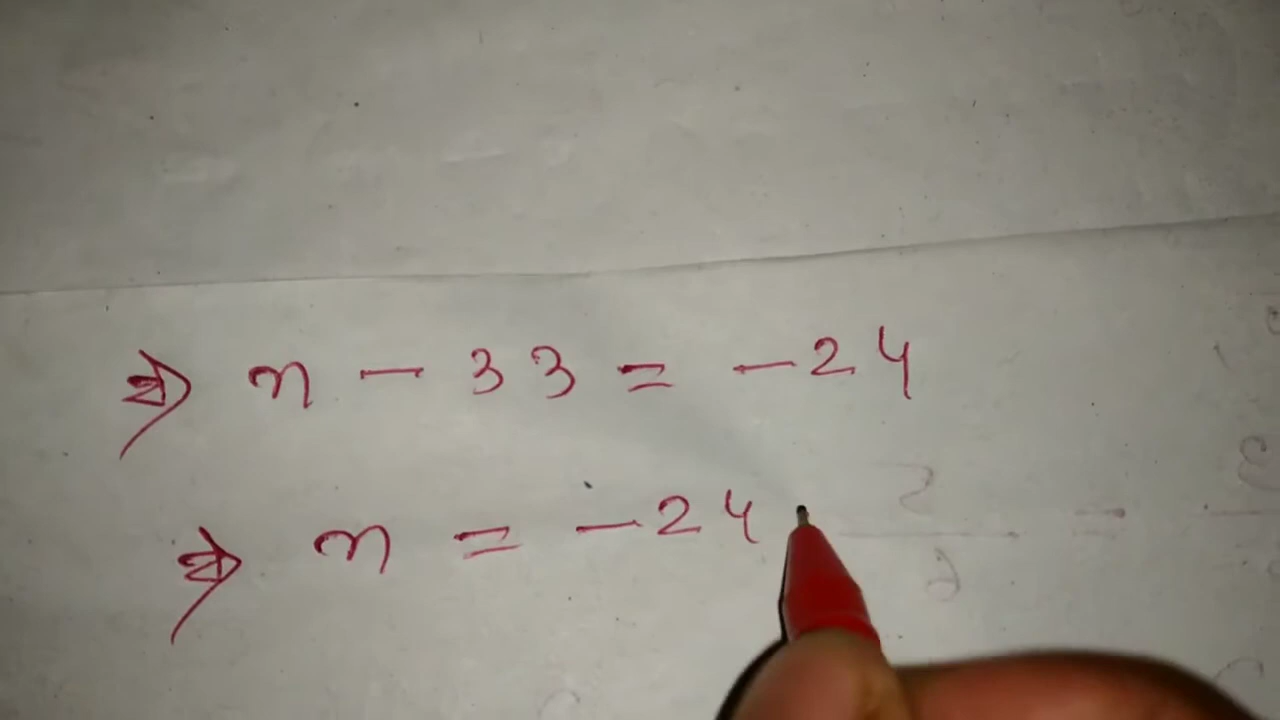 ⇒ n - 33 = -24
⇒ n = -24